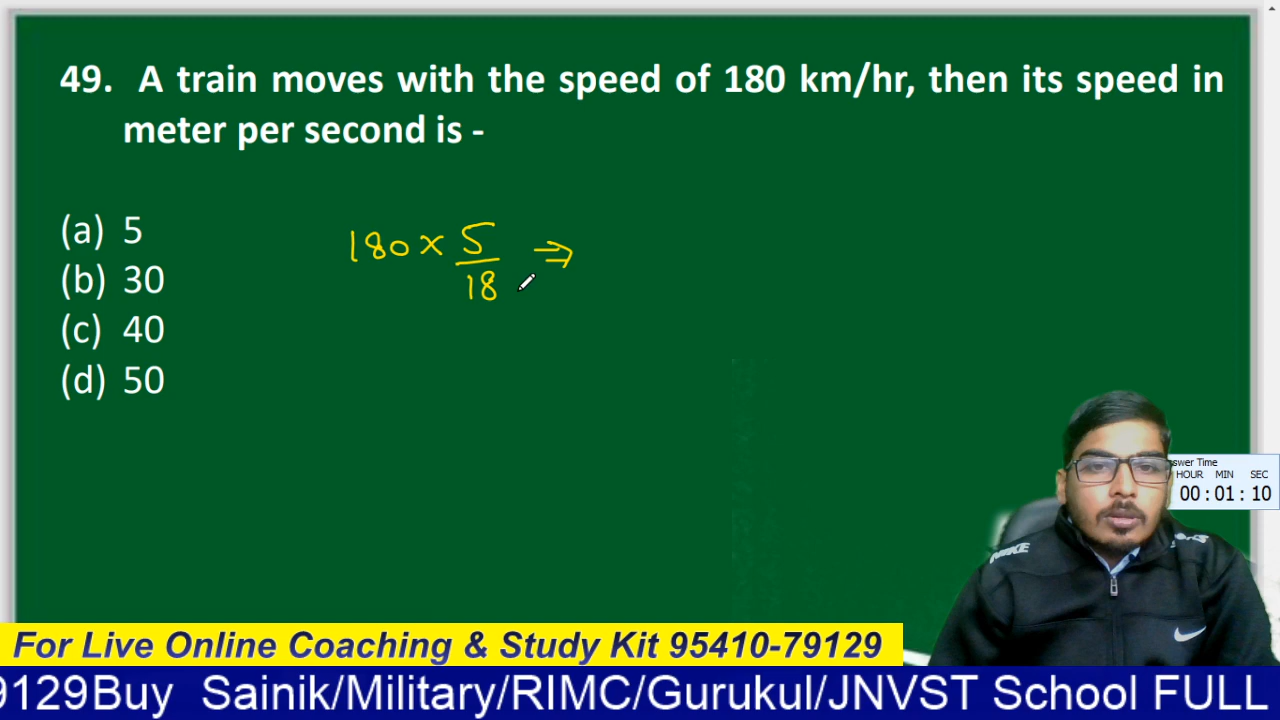 49. A train moves with the speed of 180 km/hr, then its speed in
meter per second is -
(a) 5
(b) 30
(c) 40
(d) 50
180 × 5/18 ⇒
swer Time
HOUR MIN SEC
00 : 01 : 10
NIKE
For Live Online Coaching & Study Kit 95410-79129
9129Buy Sainik/Military/RIMC/Gurukul/JNVST School FULL